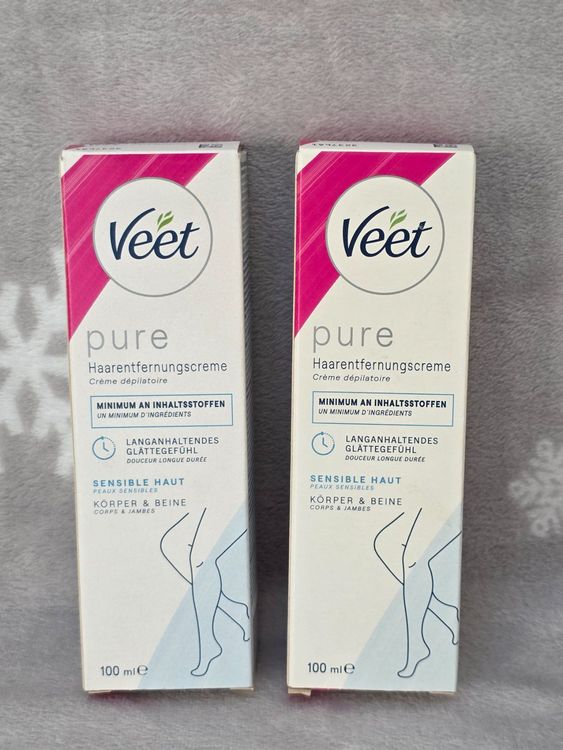 Veet
pure
Haarentfernungscreme
Crème dépilatoire
MINIMUM AN INHALTSSTOFFEN
UN MINIMUM D'INGRÉDIENTS
LANGANHALTENDES
GLÄTTEGEFÜHL
DOUCEUR LONGUE DURÉE
SENSIBLE HAUT
PEAUX SENSIBLES
KÖRPER & BEINE
CORPS & JAMBES
100 ml e
Veet
pure
Haarentfernungscreme
Crème dépilatoire
MINIMUM AN INHALTSSTOFFEN
UN MINIMUM D'INGRÉDIENTS
LANGANHALTENDES
GLÄTTEGEFÜHL
DOUCEUR LONGUE DURÉE
SENSIBLE HAUT
PEAUX SENSIBLES
KÖRPER & BEINE
CORPS & JAMBES
100 ml e